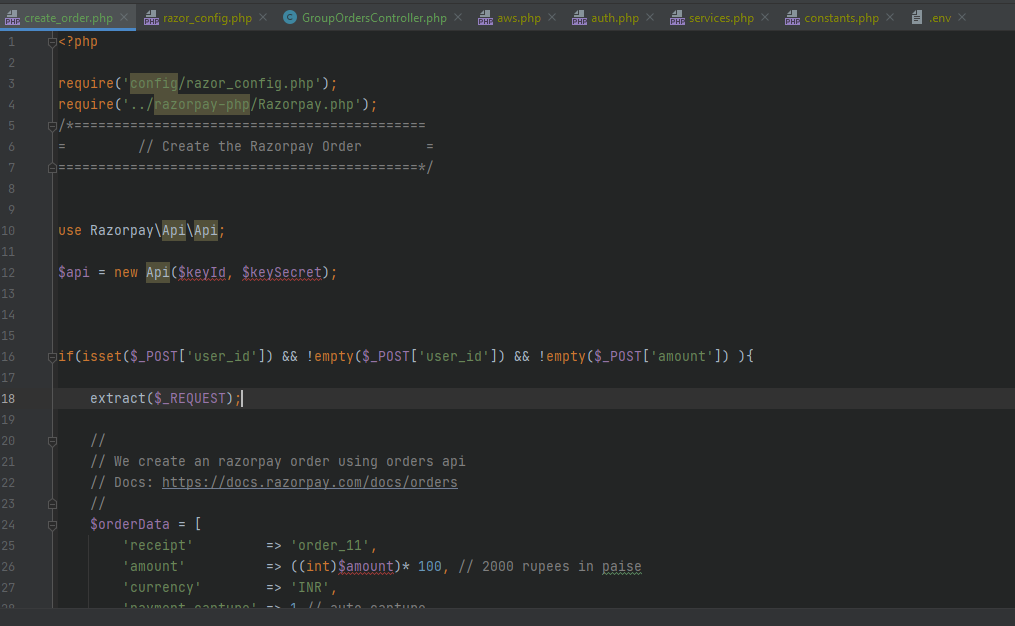 create_order.php razor_config.php GroupOrdersController.php aws.php auth.php services.php constants.php .env
1 <?php
2
3 require('config/razor_config.php');
4 require('../razorpay-php/Razorpay.php');
5 /*============================================
6 = // Create the Razorpay Order =
7 =============================================*/
8
9
10 use Razorpay\Api\Api;
11
12 $api = new Api($keyId, $keySecret);
13
14
15
16 if(isset($_POST['user_id']) && !empty($_POST['user_id']) && !empty($_POST['amount']) ){
17
18 extract($_REQUEST);
19
20 //
21 // We create an razorpay order using orders api
22 // Docs: https://docs.razorpay.com/docs/orders
23 //
24 $orderData = [
25 'receipt' => 'order_11',
26 'amount' => ((int)$amount)* 100, // 2000 rupees in paise
27 'currency' => 'INR',
28 'payment_capture' => 1 // auto capture